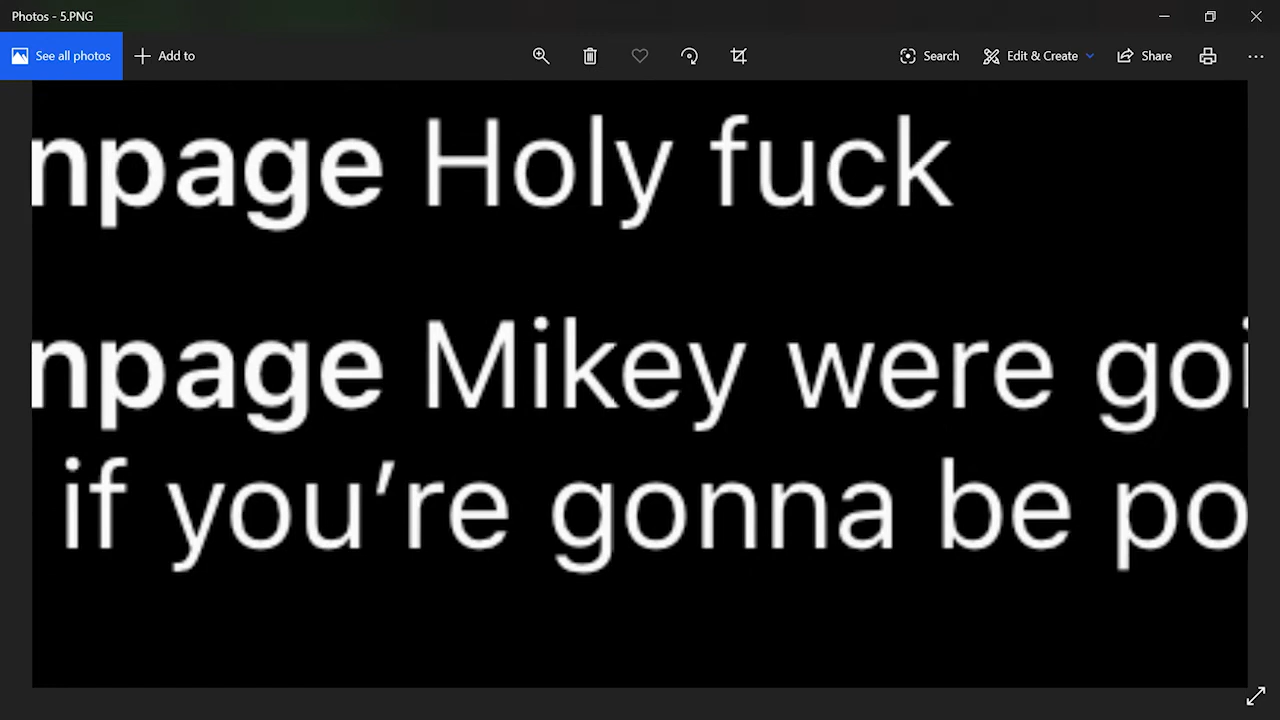 Photos - 5.PNG
See all photos
Add to
Search
Edit & Create
Share
npage Holy fuck
npage Mikey were goi
if you’re gonna be po